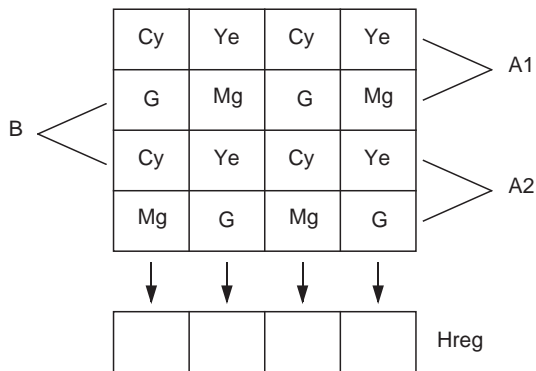 Cy Ye Cy Ye
A1
G Mg G Mg
B
Cy Ye Cy Ye
A2
Mg G Mg G
Hreg